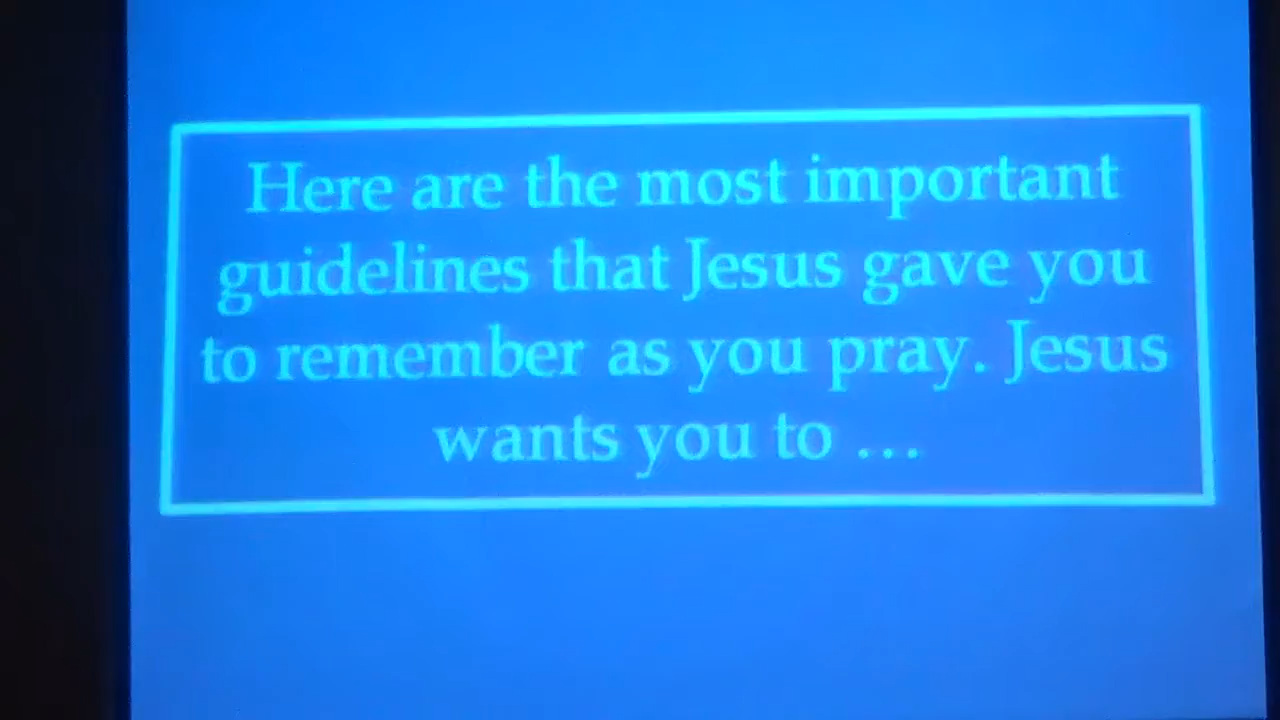 Here are the most important
guidelines that Jesus gave you
to remember as you pray. Jesus
wants you to ...